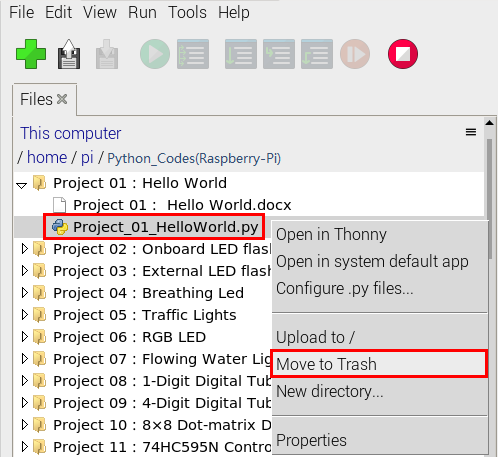 File Edit View Run Tools Help
Files
This computer
/ home / pi / Python_Codes(Raspberry-Pi)
Project 01 : Hello World
Project 01 : Hello World.docx
Project_01_HelloWorld.py
Project 02 : Onboard LED flash
Project 03 : External LED flash
Project 04 : Breathing Led
Project 05 : Traffic Lights
Project 06 : RGB LED
Project 07 : Flowing Water Lig
Project 08 : 1-Digit Digital Tub
Project 09 : 4-Digit Digital Tub
Project 10 : 8×8 Dot-matrix D
Project 11 : 74HC595N Contro
Open in Thonny
Open in system default app
Configure .py files...
Upload to /
Move to Trash
New directory...
Properties